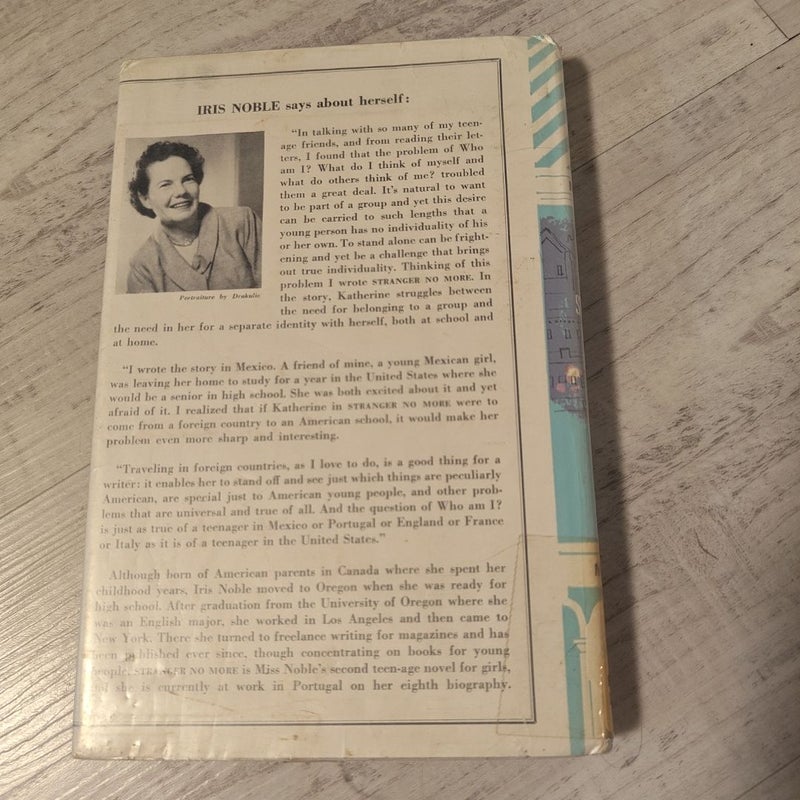 IRIS NOBLE says about herself:
"In talking with so many of my teen-
age friends, and from reading their let-
ters, I found that the problem of Who
am I? What do I think of myself and
what do others think of me? troubled
them a great deal. It's natural to want
to be part of a group and yet this desire
can be carried to such lengths that a
young person has no individuality of his
or her own. To stand alone can be fright-
ening and yet be a challenge that brings
out true individuality. Thinking of this
problem I wrote STRANGER NO MORE. In
the story, Katherine struggles between
the need for belonging to a group and
Portraiture by Drakulic
the need in her for a separate identity with herself, both at school and
at home.
"I wrote the story in Mexico. A friend of mine, a young Mexican girl,
was leaving her home to study for a year in the United States where she
would be a senior in high school. She was both excited about it and yet
afraid of it. I realized that if Katherine in STRANGER NO MORE were to
come from a foreign country to an American school, it would make her
problem even more sharp and interesting.
"Traveling in foreign countries, as I love to do, is a good thing for a
writer: it enables her to stand off and see just which things are peculiarly
American, are special just to American young people, and other prob-
lems that are universal and true of all. And the question of Who am I?
is just as true of a teenager in Mexico or Portugal or England or France
or Italy as it is of a teenager in the United States."
Although born of American parents in Canada where she spent her
childhood years, Iris Noble moved to Oregon when she was ready for
high school. After graduation from the University of Oregon where she
was an English major, she worked in Los Angeles and then came to
New York. There she turned to freelance writing for magazines and has
been published ever since, though concentrating on books for young
people. STRANGER NO MORE is Miss Noble's second teen-age novel for girls,
and she is currently at work in Portugal on her eighth biography.